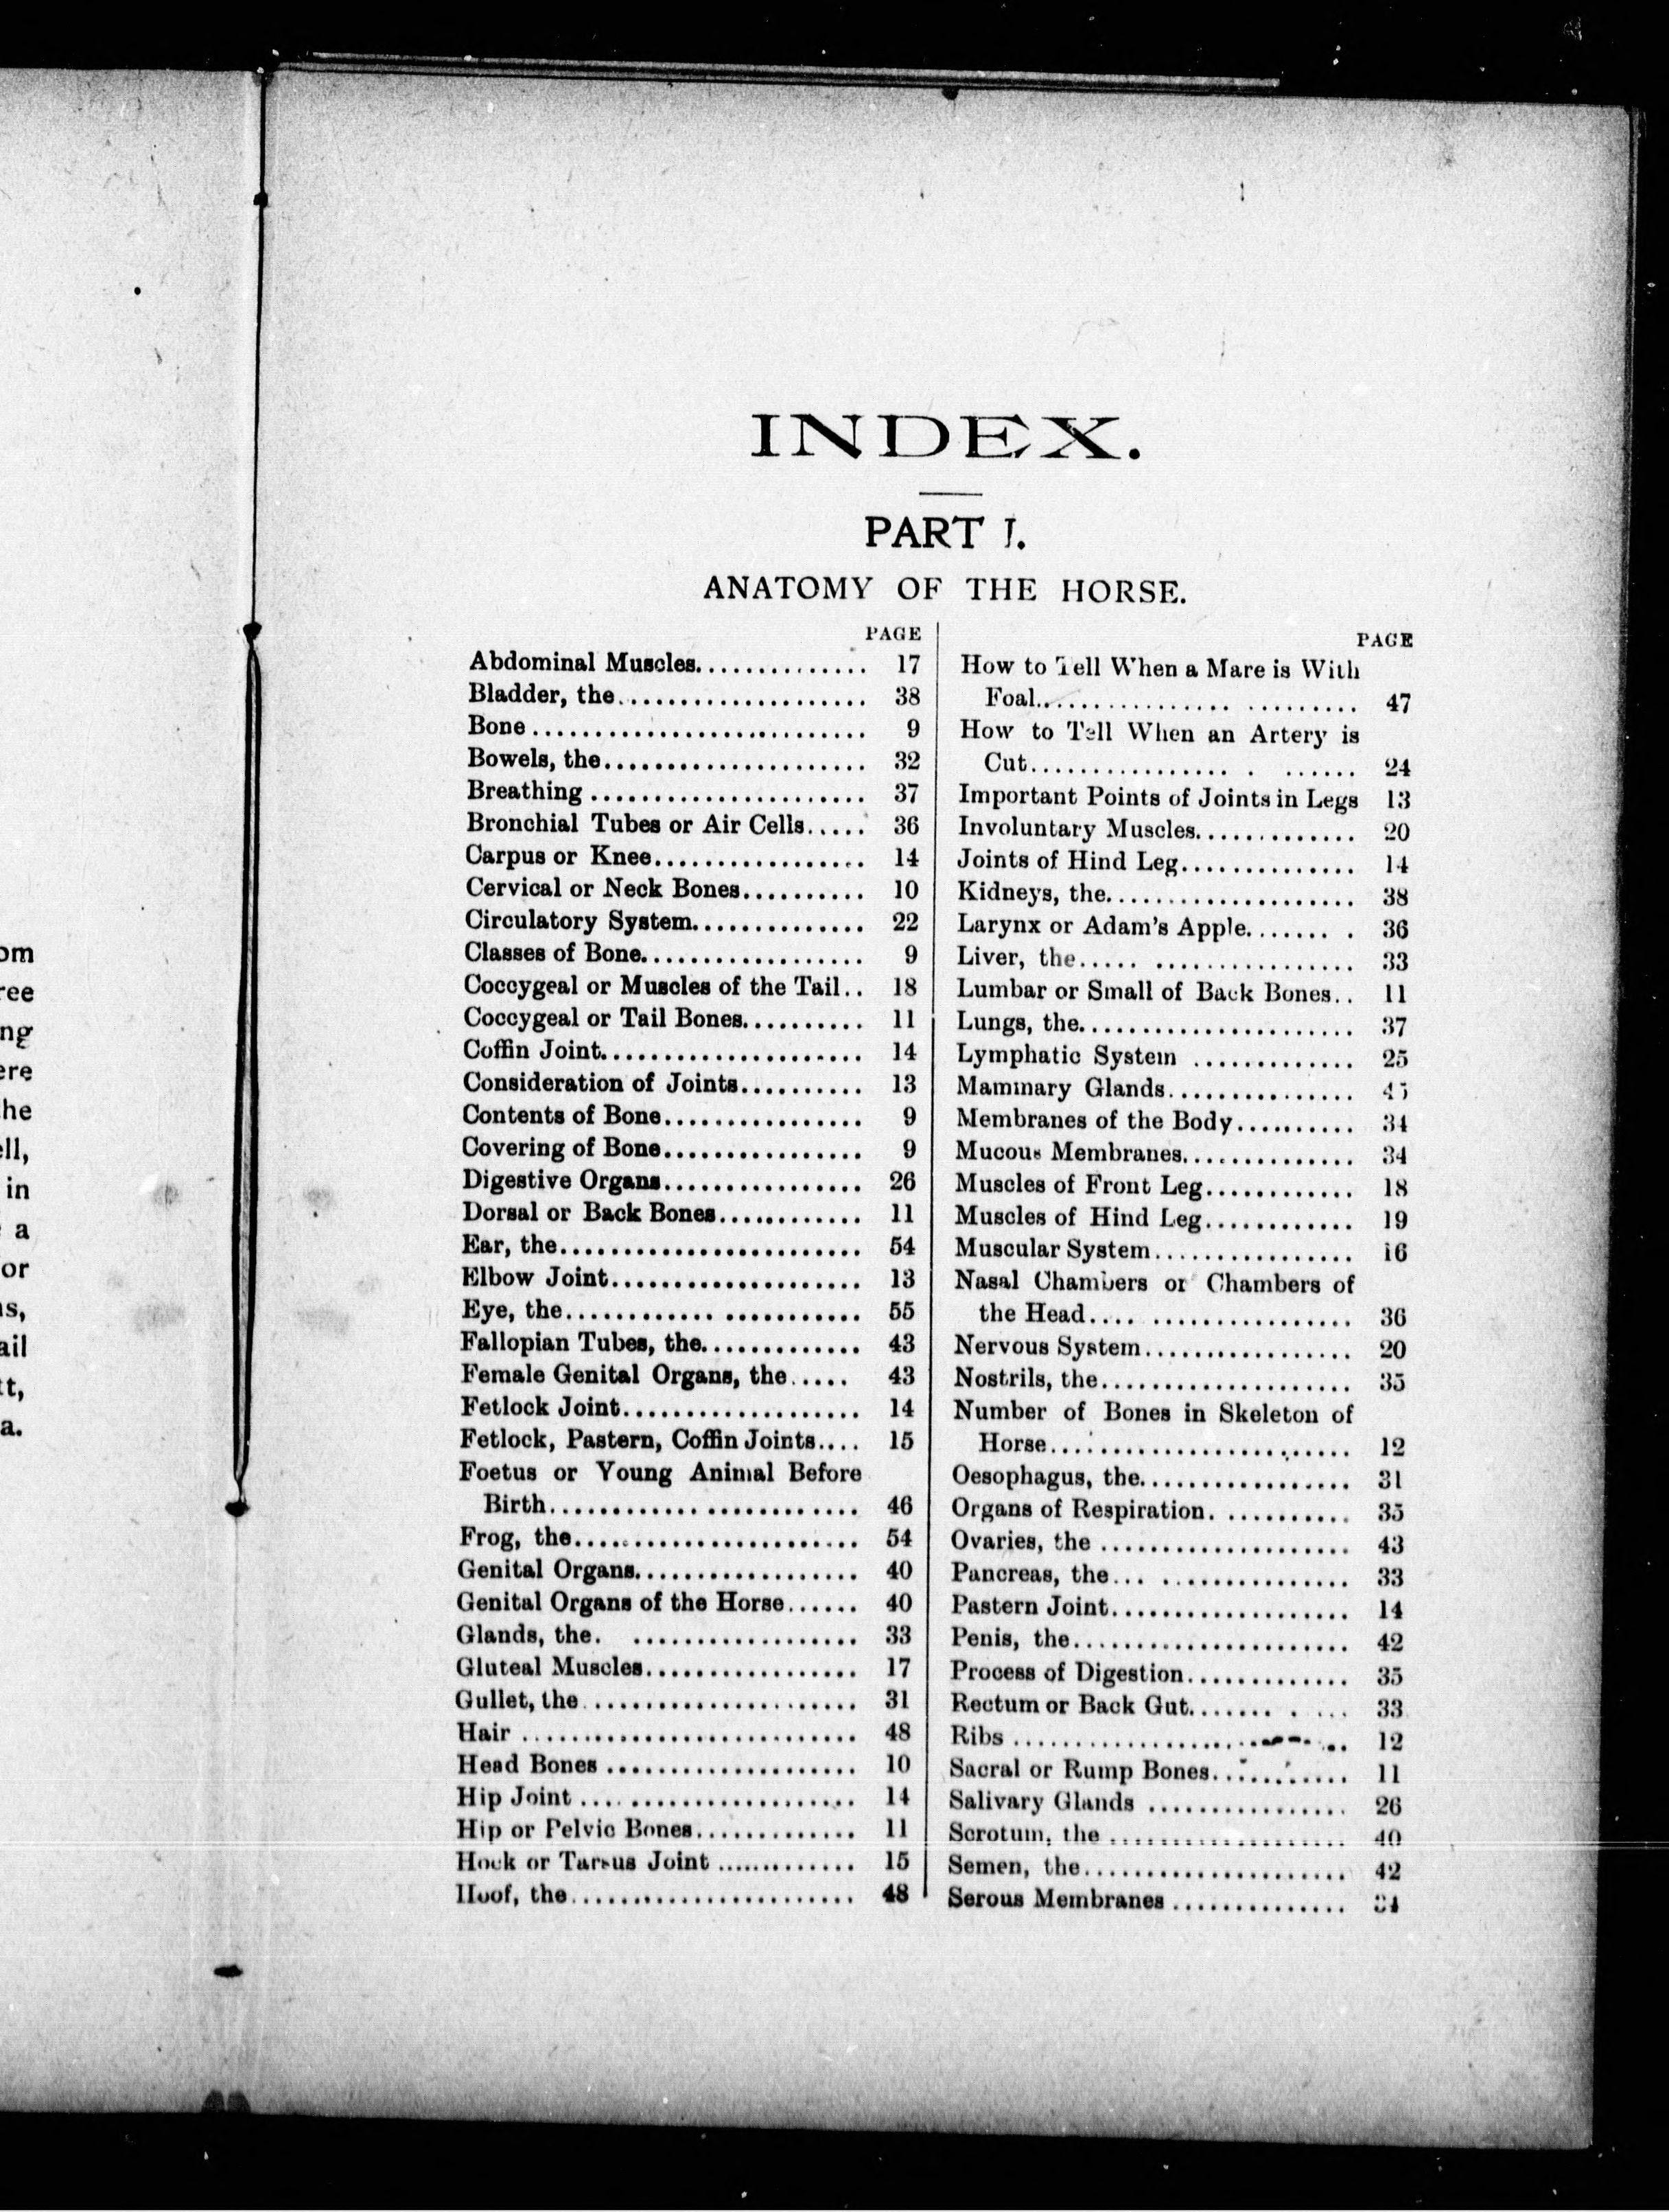 om
ree
ng
ere
the
ell,
in
a
or
ns,
ail
tt,
a.
INDEX.
PART I.
ANATOMY OF THE HORSE.
PAGE
Abdominal Muscles.............. 17
Bladder, the.................... 38
Bone........................... 9
Bowels, the..................... 32
Breathing ...................... 37
Bronchial Tubes or Air Cells..... 36
Carpus or Knee................. 14
Cervical or Neck Bones.......... 10
Circulatory System.............. 22
Classes of Bone.................. 9
Coccygeal or Muscles of the Tail.. 18
Coccygeal or Tail Bones.......... 11
Coffin Joint..................... 14
Consideration of Joints.......... 13
Contents of Bone................ 9
Covering of Bone................ 9
Digestive Organs................ 26
Dorsal or Back Bones............ 11
Ear, the........................ 54
Elbow Joint.................... 13
Eye, the........................ 55
Fallopian Tubes, the............. 43
Female Genital Organs, the..... 43
Fetlock Joint................... 14
Fetlock, Pastern, Coffin Joints.... 15
Foetus or Young Animal Before
Birth......................... 46
Frog, the....................... 54
Genital Organs.................. 40
Genital Organs of the Horse...... 40
Glands, the. .................. 33
Gluteal Muscles................. 17
Gullet, the...................... 31
Hair ........................... 48
Head Bones .................... 10
Hip Joint ...................... 14
Hip or Pelvic Bones............. 11
Hock or Tarsus Joint ............. 15
Hoof, the....................... 48
PAGE
How to Tell When a Mare is With
Foal......................... 47
How to Tell When an Artery is
Cut................ . ...... 24
Important Points of Joints in Legs 13
Involuntary Muscles............. 20
Joints of Hind Leg.............. 14
Kidneys, the.................... 38
Larynx or Adam's Apple....... . 36
Liver, the..... ................ 33
Lumbar or Small of Back Bones.. 11
Lungs, the...................... 37
Lymphatic System ............. 25
Mammary Glands...............
Membranes of the Body.......... 34
Mucous Membranes.............. 34
Muscles of Front Leg............ 18
Muscles of Hind Leg............ 19
Muscular System................ 16
Nasal Chambers or Chambers of
the Head.... ................ 36
Nervous System................. 20
Nostrils, the.................... 35
Number of Bones in Skeleton of
Horse........................ 12
Oesophagus, the................. 31
Organs of Respiration. .......... 35
Ovaries, the .................... 43
Pancreas, the... ............... 33
Pastern Joint................... 14
Penis, the...................... 42
Process of Digestion............. 35
Rectum or Back Gut....... . ... 33
Ribs ........................... 12
Sacral or Rump Bones........... 11
Salivary Glands ................ 26
Scrotum, the ................... 40
Semen, the..................... 42
Serous Membranes .............. 34